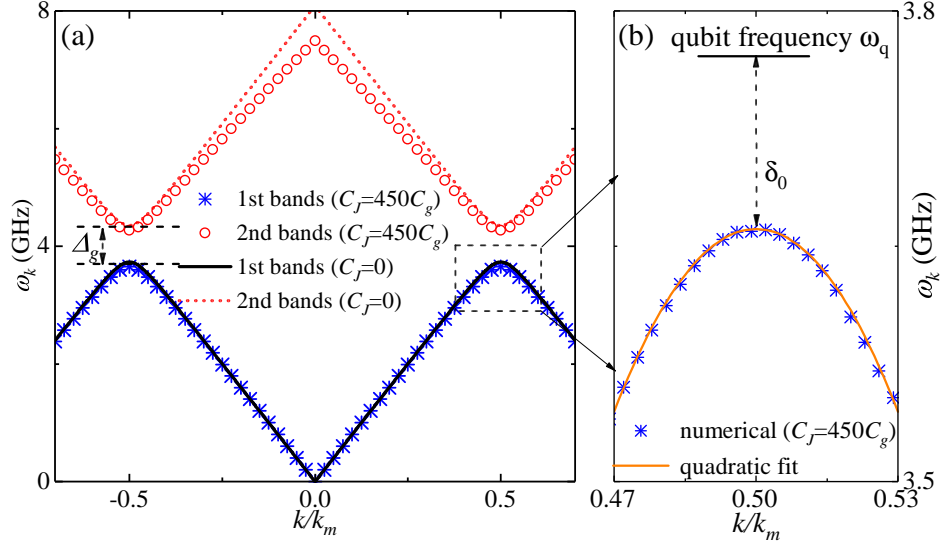 (a)
8
4
0
ω_k (GHz)
Δ_g
1st bands (C_J=450C_g)
2nd bands (C_J=450C_g)
1st bands (C_J=0)
2nd bands (C_J=0)
-0.5
0.0
0.5
k/k_m
(b)
3.8
qubit frequency ω_q
δ_0
ω_k (GHz)
numerical (C_J=450C_g)
quadratic fit
3.5
0.47
0.50
0.53
k/k_m